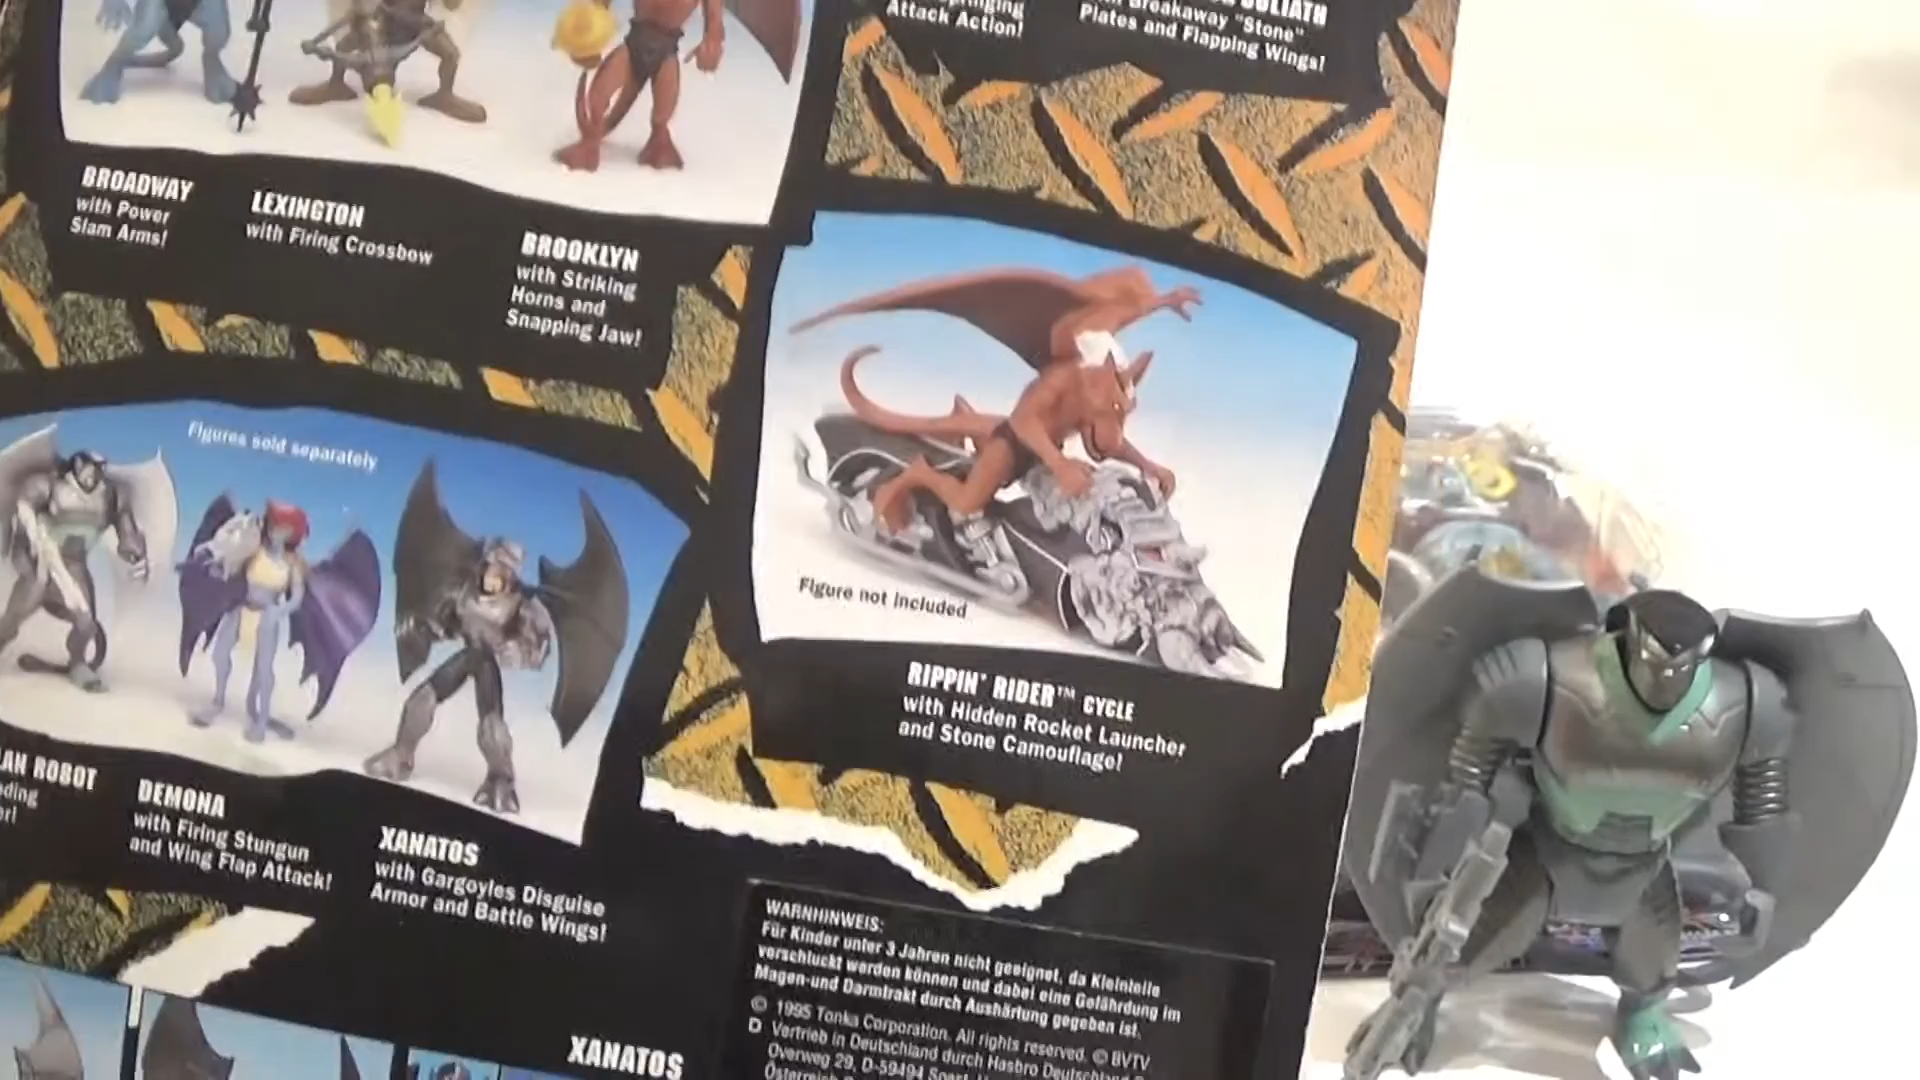 Attack Action!
GOLIATH
Breakaway "Stone"
Plates and Flapping Wings!
BROADWAY
with Power
Slam Arms!
LEXINGTON
with Firing Crossbow
BROOKLYN
with Striking
Horns and
Snapping Jaw!
Figures sold separately
Figure not included
RIPPIN' RIDER™ CYCLE
with Hidden Rocket Launcher
and Stone Camouflage!
ROBOT
DEMONA
with Firing Stungun
and Wing Flap Attack!
XANATOS
with Gargoyles Disguise
Armor and Battle Wings!
WARNHINWEIS:
Für Kinder unter 3 Jahren nicht geeignet, da Kleinteile
verschluckt werden können und dabei eine Gefährdung im
Magen-und Darmtrakt durch Aushärtung gegeben ist.
© 1995 Tonka Corporation. All rights reserved. © BVTV
D Vertrieb in Deutschland durch Hasbro Deutschland
Overweg 29, D-59494 Soest
XANATOS